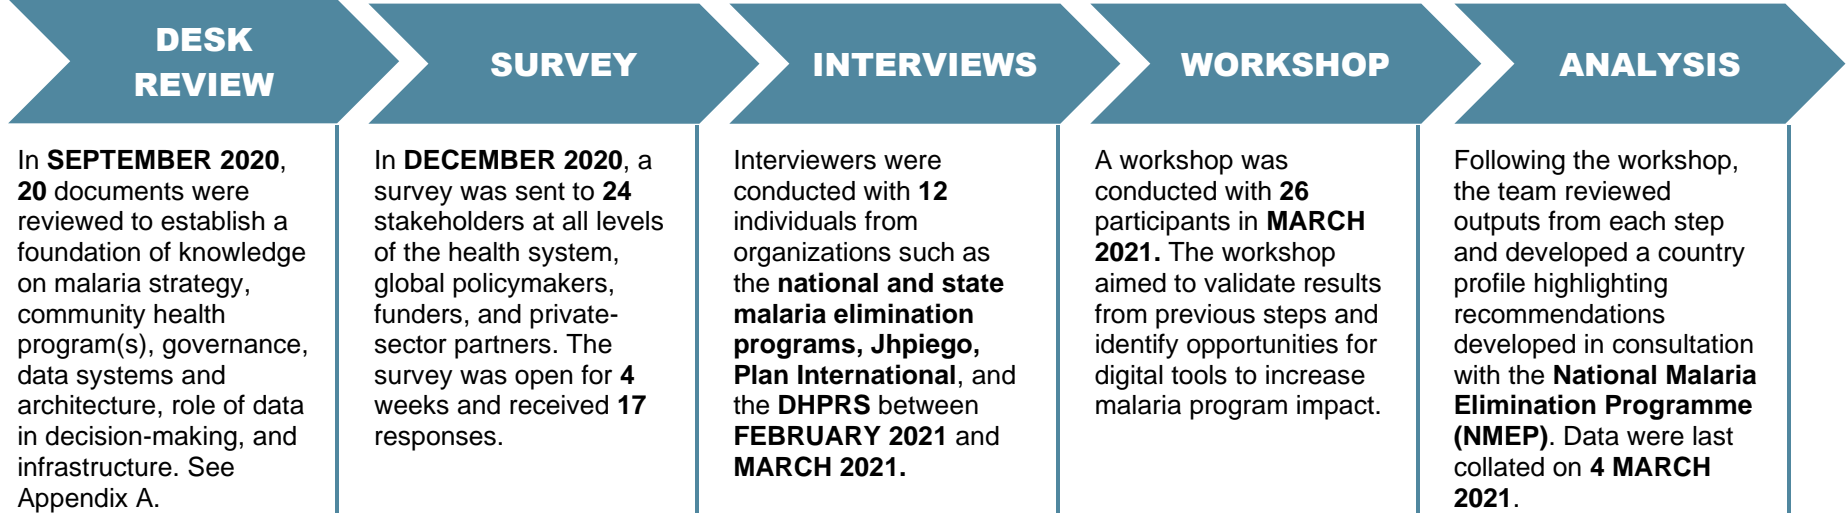 DESK
REVIEW
In SEPTEMBER 2020,
20 documents were
reviewed to establish a
foundation of knowledge
on malaria strategy,
community health
program(s), governance,
data systems and
architecture, role of data
in decision-making, and
infrastructure. See
Appendix A.
SURVEY
In DECEMBER 2020, a
survey was sent to 24
stakeholders at all levels
of the health system,
global policymakers,
funders, and private-
sector partners. The
survey was open for 4
weeks and received 17
responses.
INTERVIEWS
Interviewers were
conducted with 12
individuals from
organizations such as
the national and state
malaria elimination
programs, Jhpiego,
Plan International, and
the DHPRS between
FEBRUARY 2021 and
MARCH 2021.
WORKSHOP
A workshop was
conducted with 26
participants in MARCH
2021. The workshop
aimed to validate results
from previous steps and
identify opportunities for
digital tools to increase
malaria program impact.
ANALYSIS
Following the workshop,
the team reviewed
outputs from each step
and developed a country
profile highlighting
recommendations
developed in consultation
with the National Malaria
Elimination Programme
(NMEP). Data were last
collated on 4 MARCH
2021.